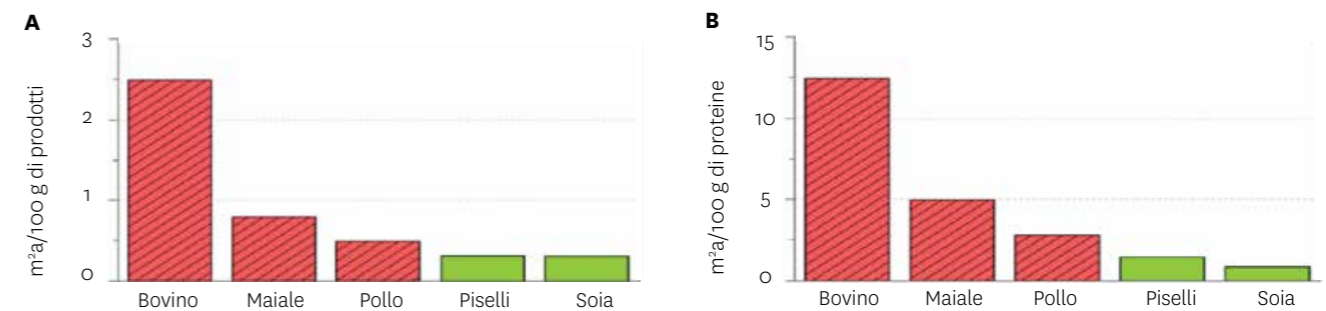 A
3
2
1
0
m²a/100 g di prodotti
Bovino Maiale Pollo Piselli Soia
B
15
10
5
0
m²a/100 g di proteine
Bovino Maiale Pollo Piselli Soia